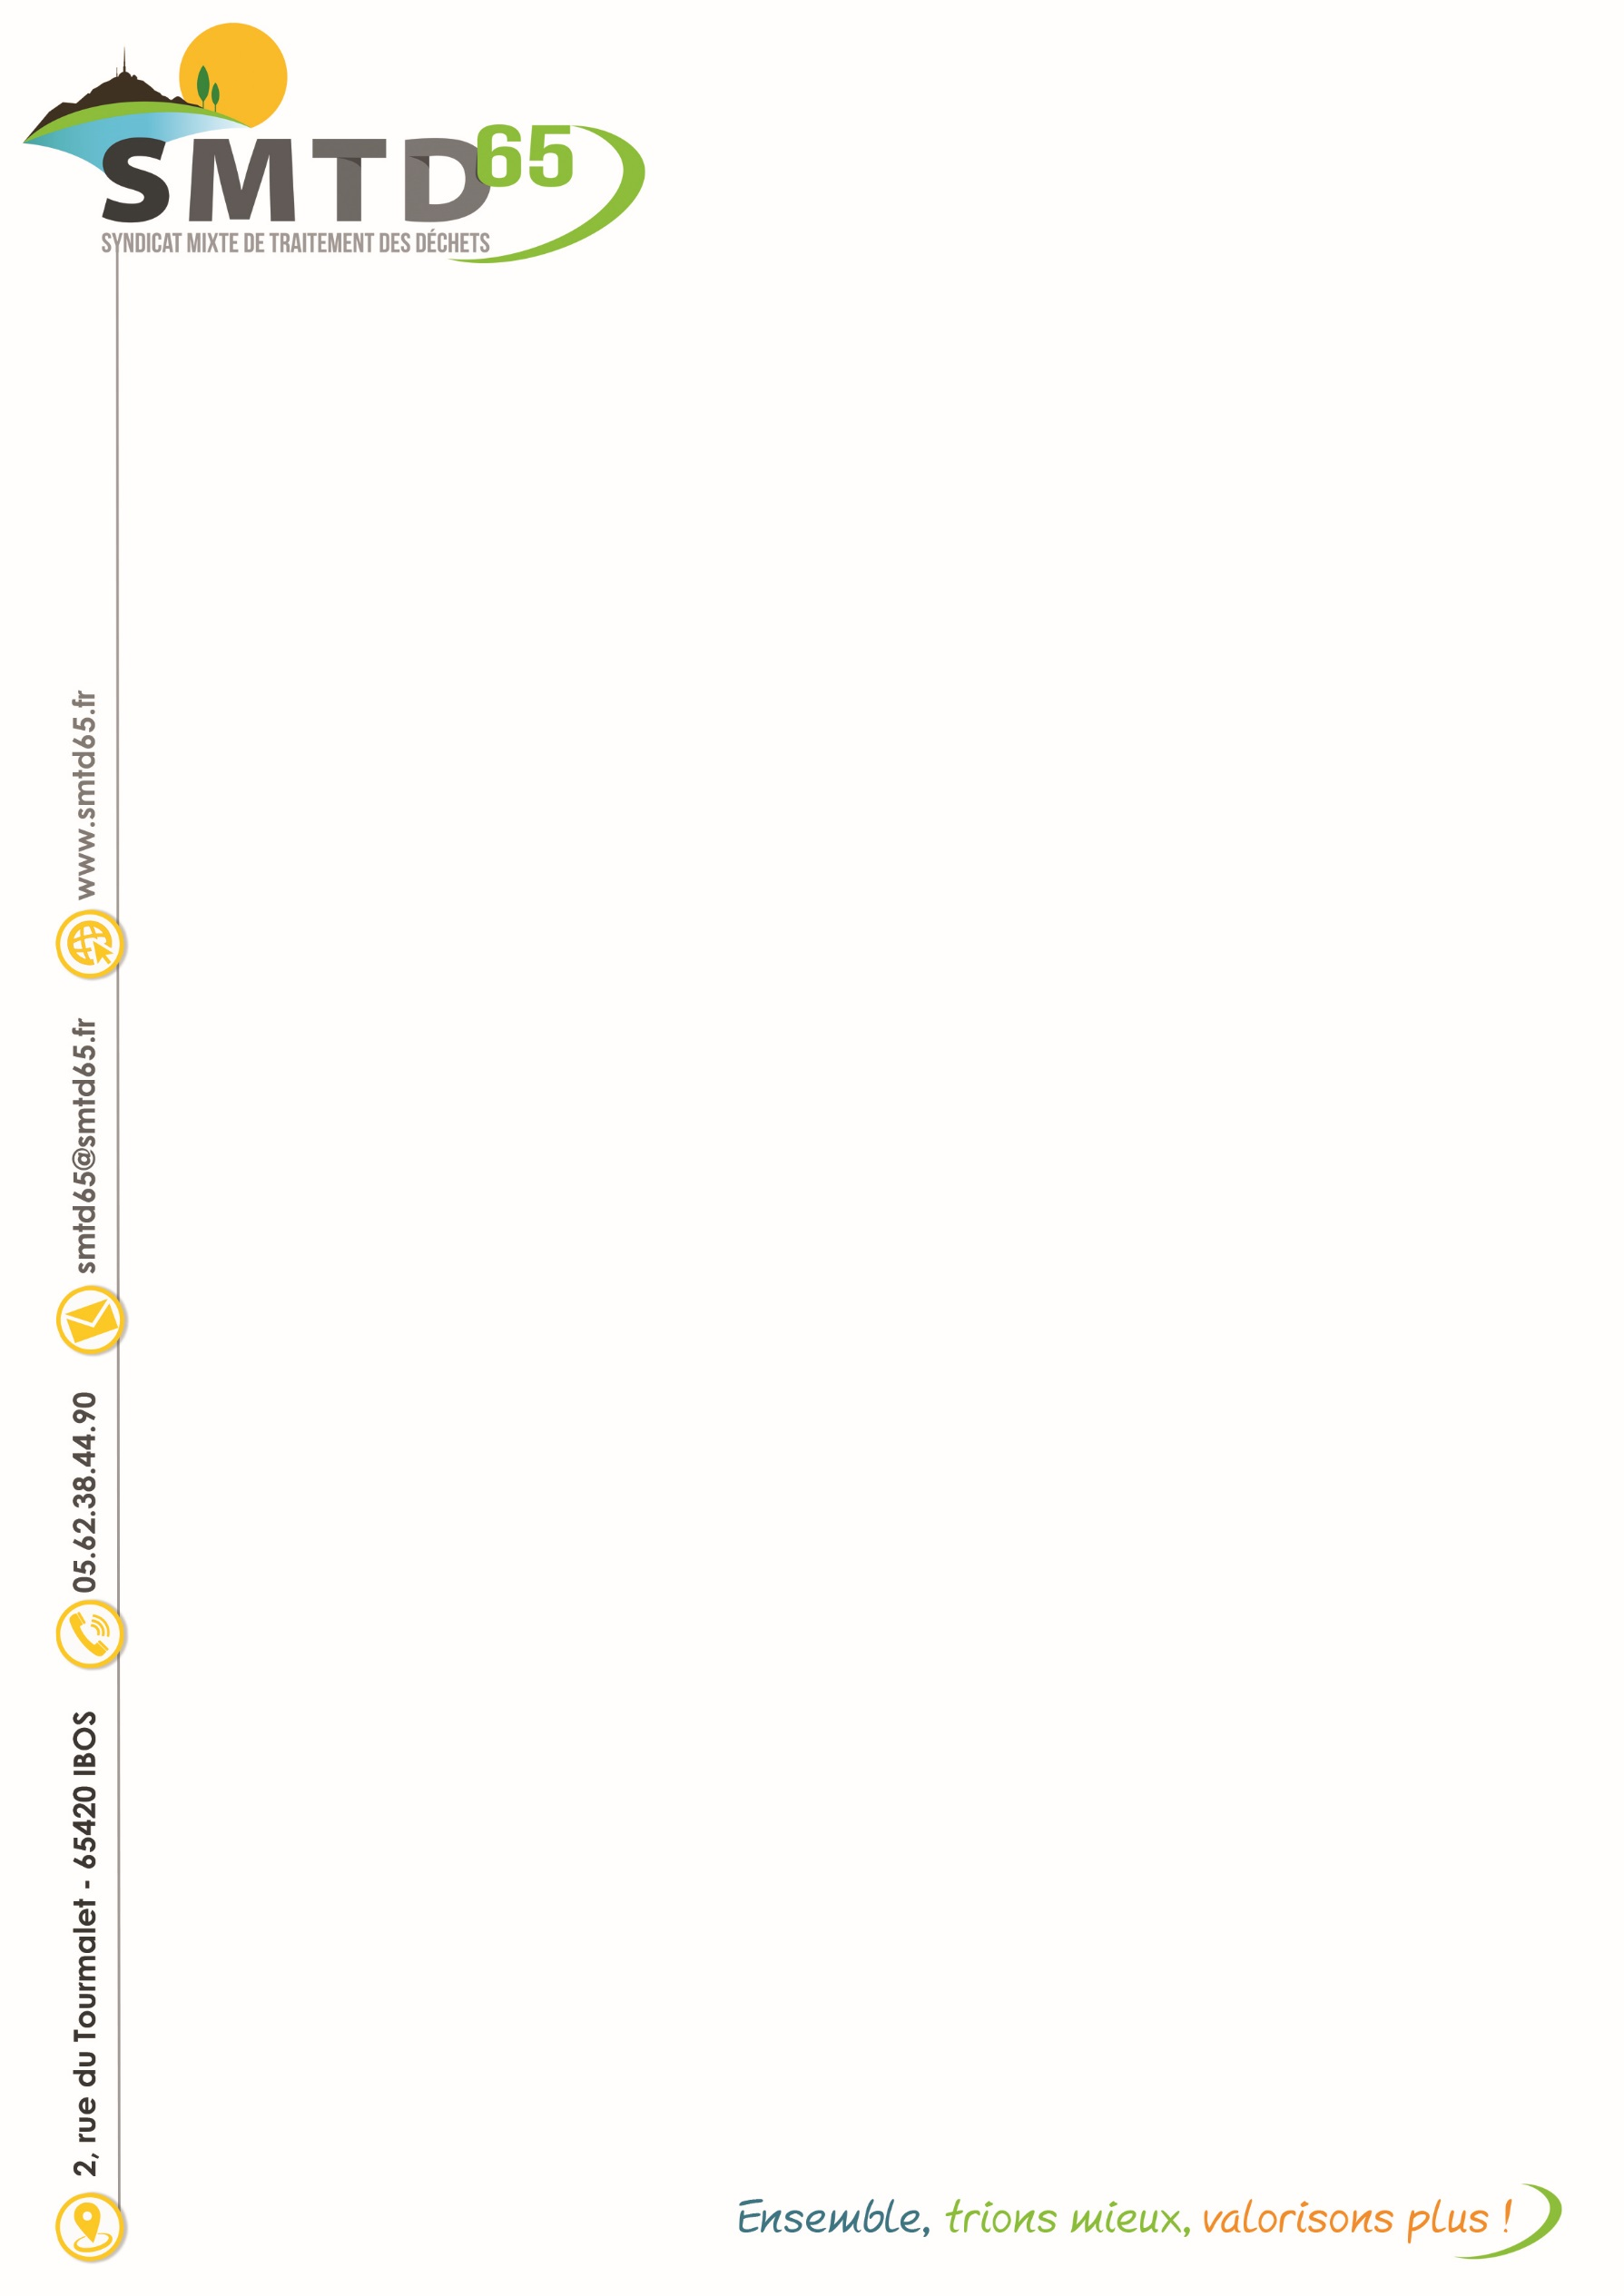 SMTD65
SYNDICAT MIXTE DE TRAITEMENT DES DÉCHETS
www.smtd65.fr
smtd65@smtd65.fr
05.62.38.44.90
2, rue du Tourmalet - 65420 IBOS
Ensemble, trions mieux, valorisons plus !